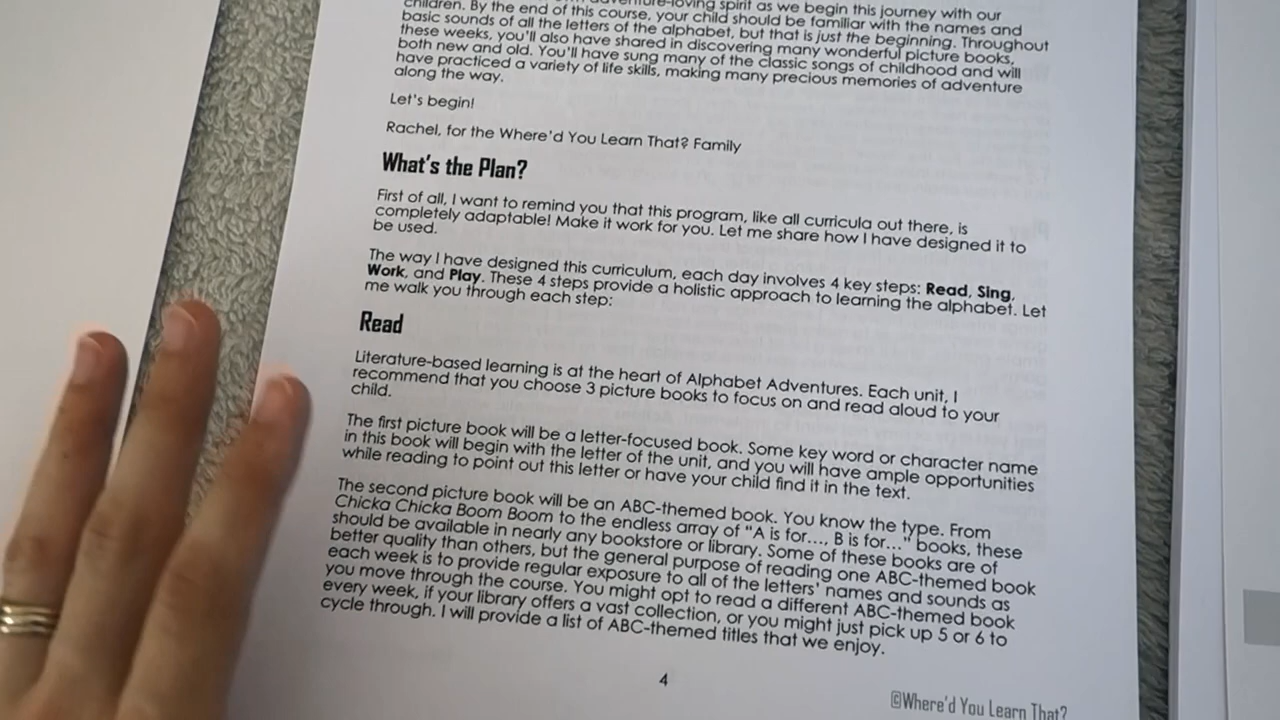 adventure-loving spirit as we begin this journey with our
children. By the end of this course, your child should be familiar with the names and
basic sounds of all the letters of the alphabet, but that is just the beginning. Throughout
these weeks, you'll also have shared in discovering many wonderful picture books,
both new and old. You'll have sung many of the classic songs of childhood and will
have practiced a variety of life skills, making many precious memories of adventure
along the way.
Let's begin!
Rachel, for the Where'd You Learn That? Family
What's the Plan?
First of all, I want to remind you that this program, like all curricula out there, is
completely adaptable! Make it work for you. Let me share how I have designed it to
be used.
The way I have designed this curriculum, each day involves 4 key steps: Read, Sing,
Work, and Play. These 4 steps provide a holistic approach to learning the alphabet. Let
me walk you through each step:
Read
Literature-based learning is at the heart of Alphabet Adventures. Each unit, I
recommend that you choose 3 picture books to focus on and read aloud to your
child.
The first picture book will be a letter-focused book. Some key word or character name
in this book will begin with the letter of the unit, and you will have ample opportunities
while reading to point out this letter or have your child find it in the text.
The second picture book will be an ABC-themed book. You know the type. From
Chicka Chicka Boom Boom to the endless array of "A is for..., B is for..." books, these
should be available in nearly any bookstore or library. Some of these books are of
better quality than others, but the general purpose of reading one ABC-themed book
each week is to provide regular exposure to all of the letters' names and sounds as
you move through the course. You might opt to read a different ABC-themed book
every week, if your library offers a vast collection, or you might just pick up 5 or 6 to
cycle through. I will provide a list of ABC-themed titles that we enjoy.
4
©Where'd You Learn That?